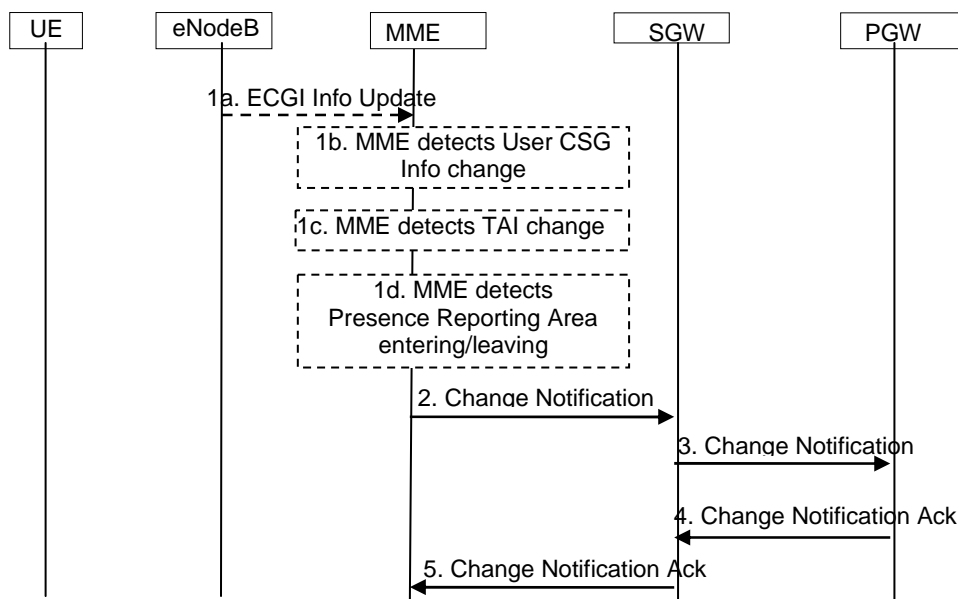 UE
eNodeB
MME
SGW
PGW
1a. ECGI Info Update
1b. MME detects User CSG
Info change
1c. MME detects TAI change
1d. MME detects
Presence Reporting Area
entering/leaving
2. Change Notification
3. Change Notification
4. Change Notification Ack
5. Change Notification Ack